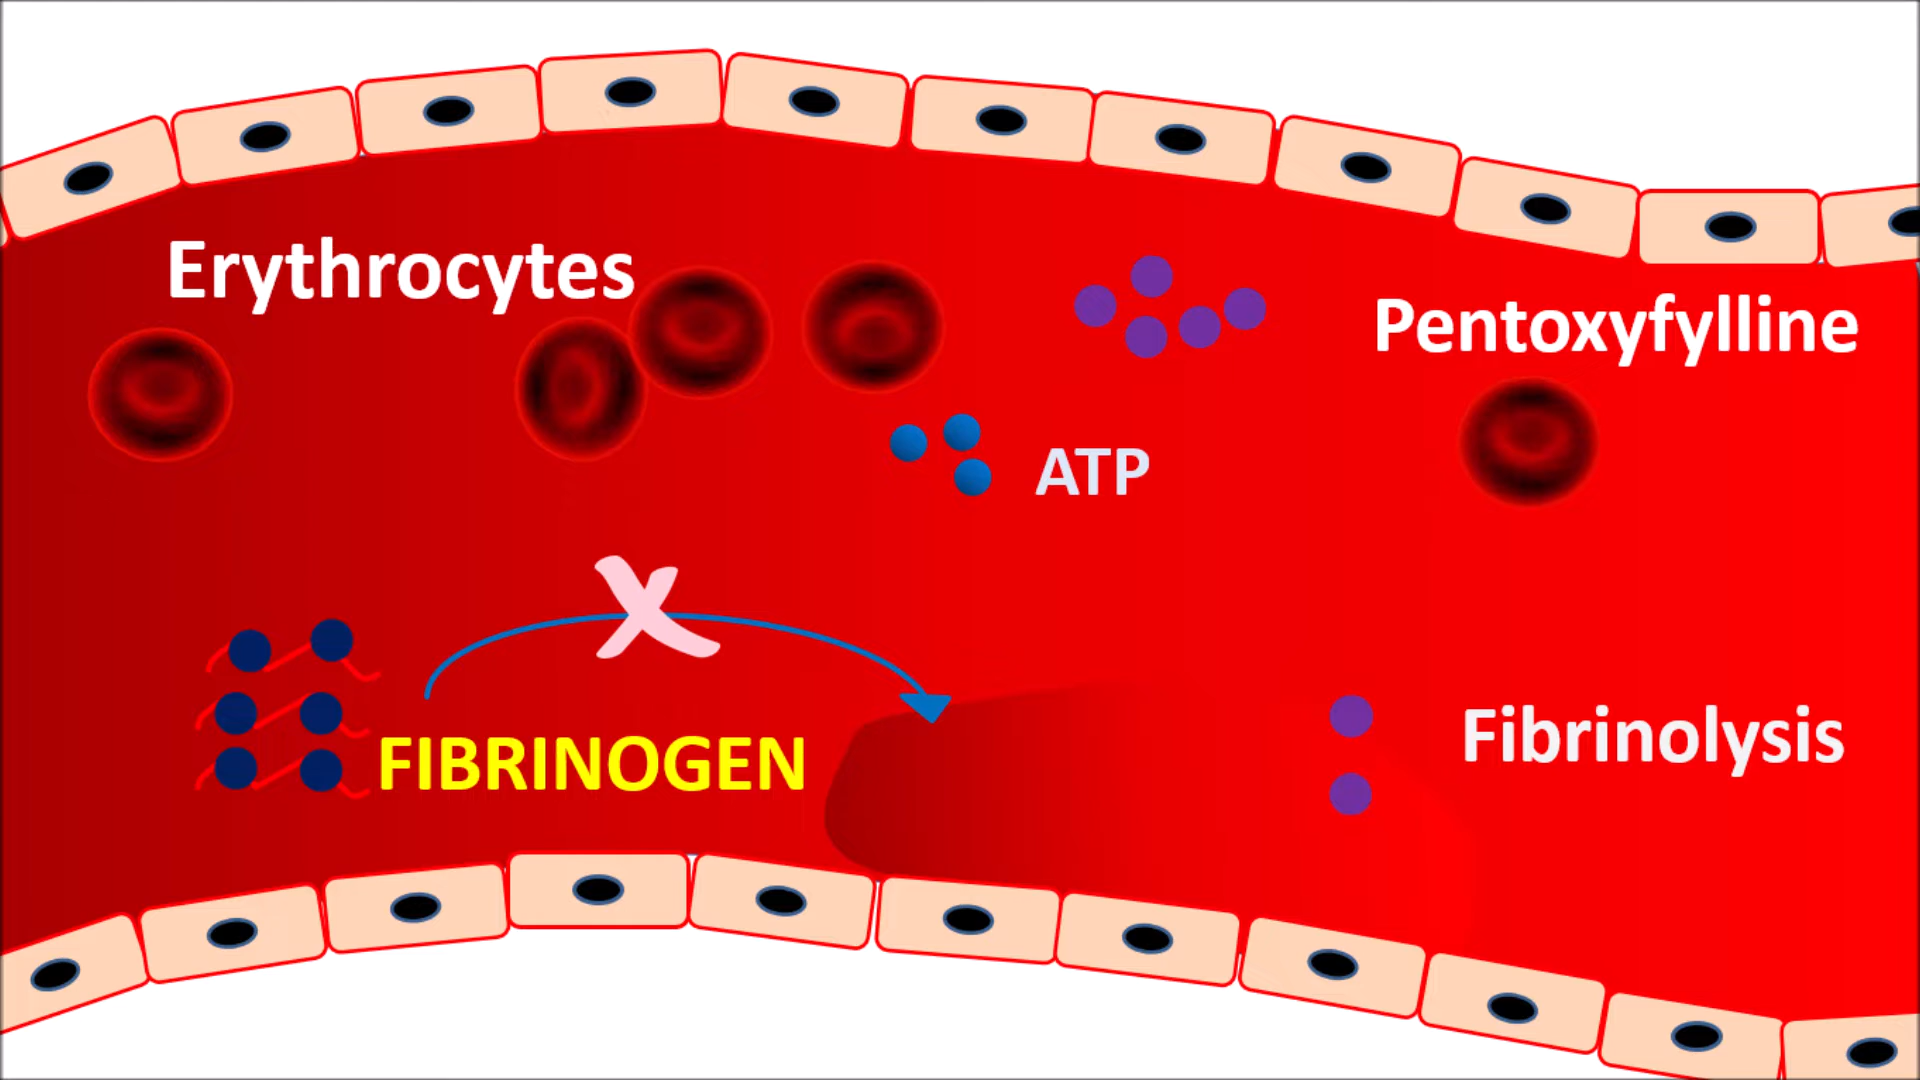 Erythrocytes
Pentoxyfylline
ATP
FIBRINOGEN
Fibrinolysis